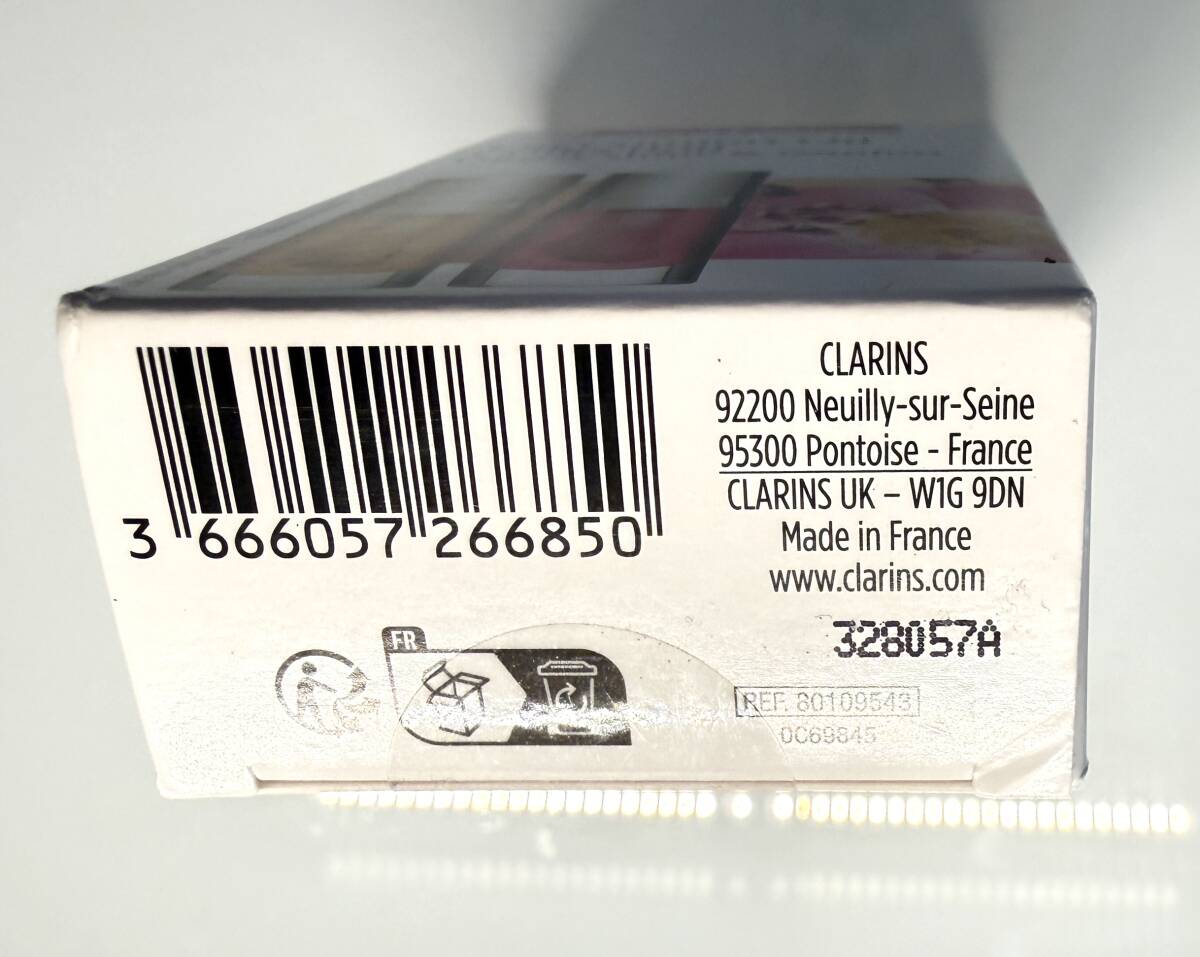 3 666057 266850
CLARINS
92200 Neuilly-sur-Seine
95300 Pontoise - France
CLARINS UK – W1G 9DN
Made in France
www.clarins.com
328057A
FR
REF. 80109543
0C69845